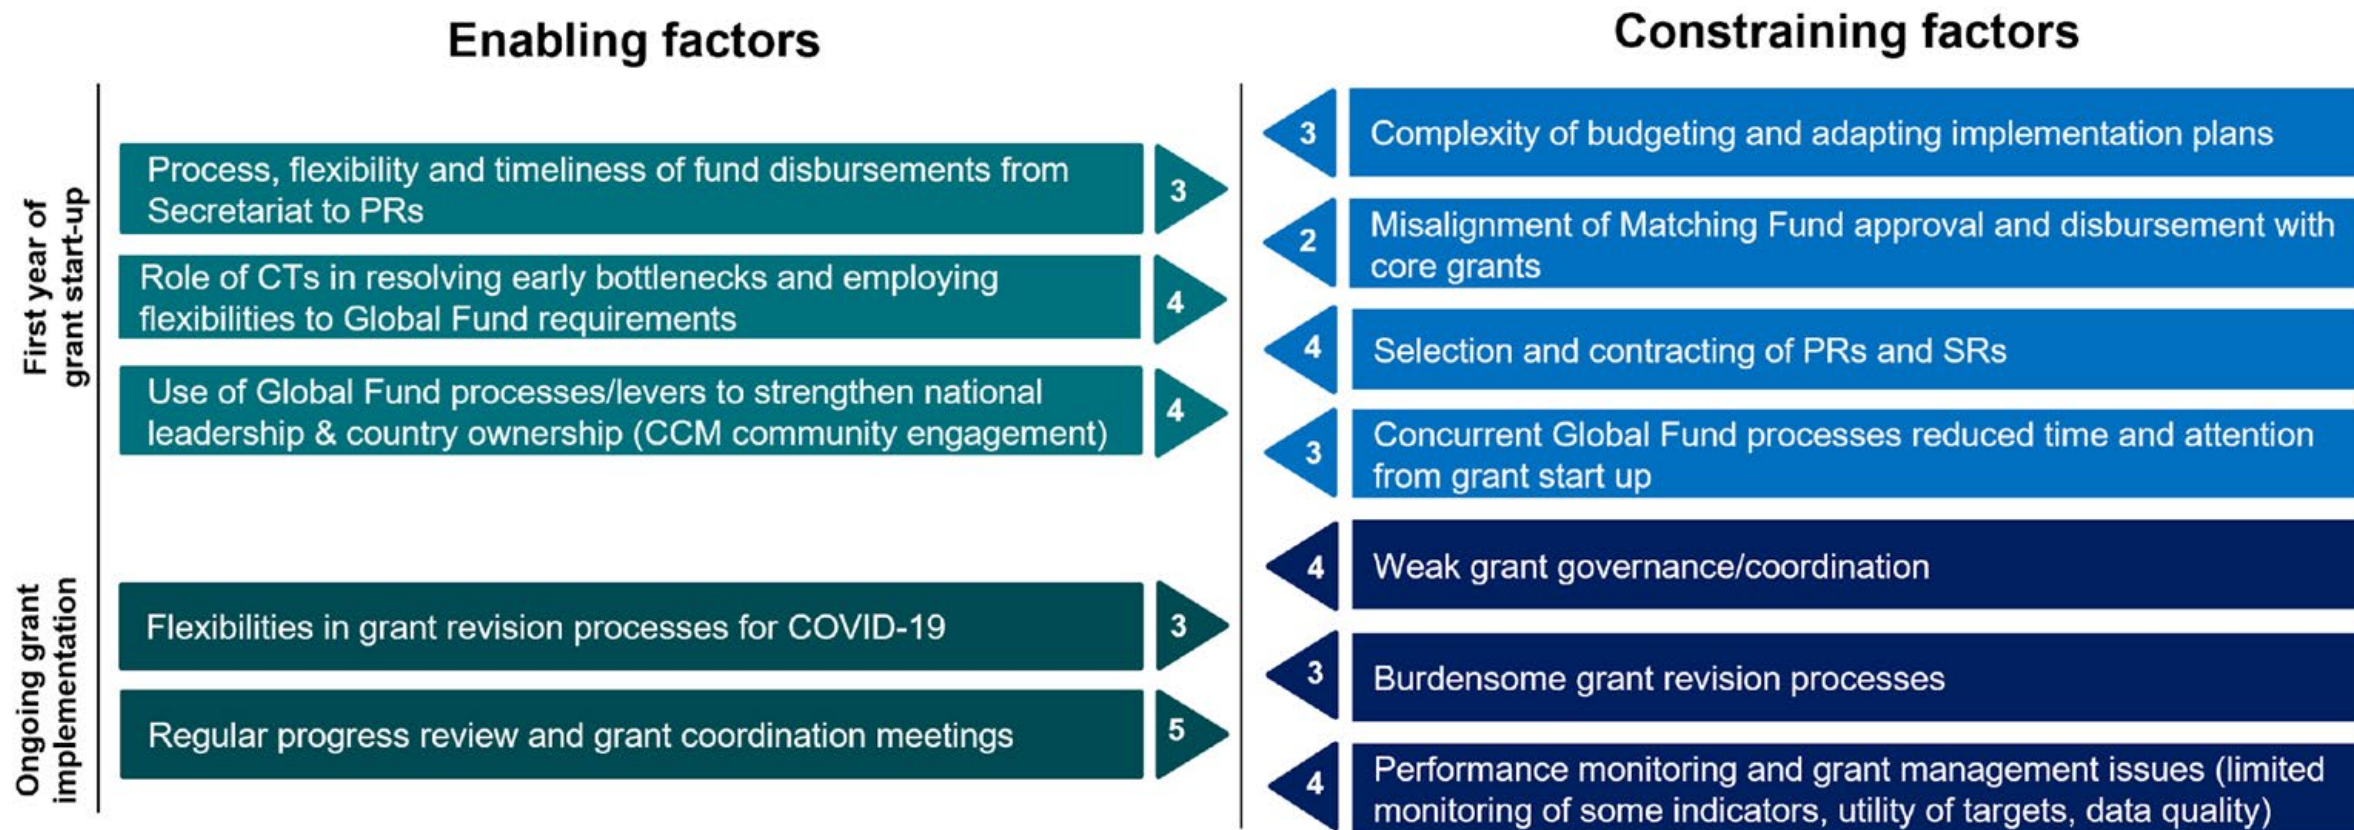 Enabling factors
First year of
grant start-up
Process, flexibility and timeliness of fund disbursements from
Secretariat to PRs
3
Role of CTs in resolving early bottlenecks and employing
flexibilities to Global Fund requirements
4
Use of Global Fund processes/levers to strengthen national
leadership & country ownership (CCM community engagement)
4
Ongoing grant
implementation
Flexibilities in grant revision processes for COVID-19
3
Regular progress review and grant coordination meetings
5
Constraining factors
3
Complexity of budgeting and adapting implementation plans
2
Misalignment of Matching Fund approval and disbursement with
core grants
4
Selection and contracting of PRs and SRs
3
Concurrent Global Fund processes reduced time and attention
from grant start up
4
Weak grant governance/coordination
3
Burdensome grant revision processes
4
Performance monitoring and grant management issues (limited
monitoring of some indicators, utility of targets, data quality)